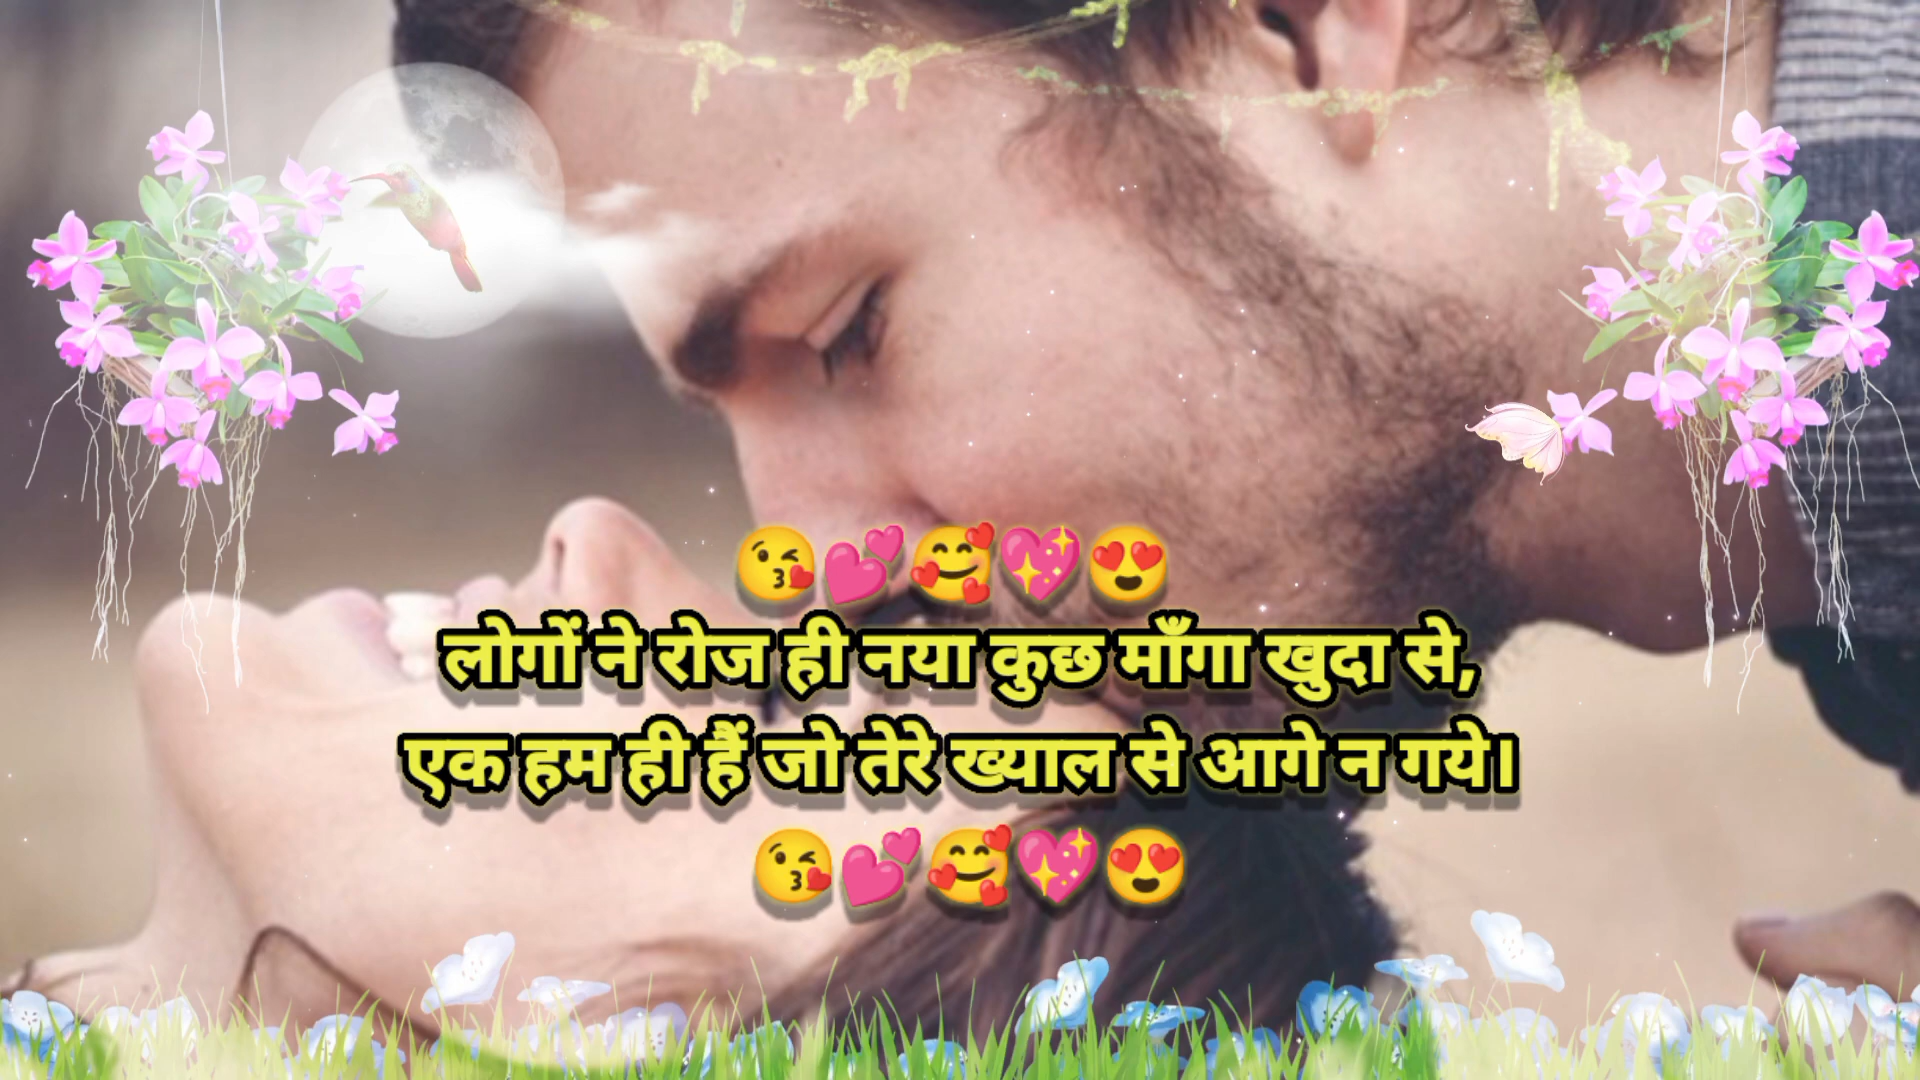 😘💕🥰💖😍
लोगों ने रोज ही नया कुछ माँगा खुदा से,
एक हम ही हैं जो तेरे ख्याल से आगे न गये।
😘💕🥰💖😍